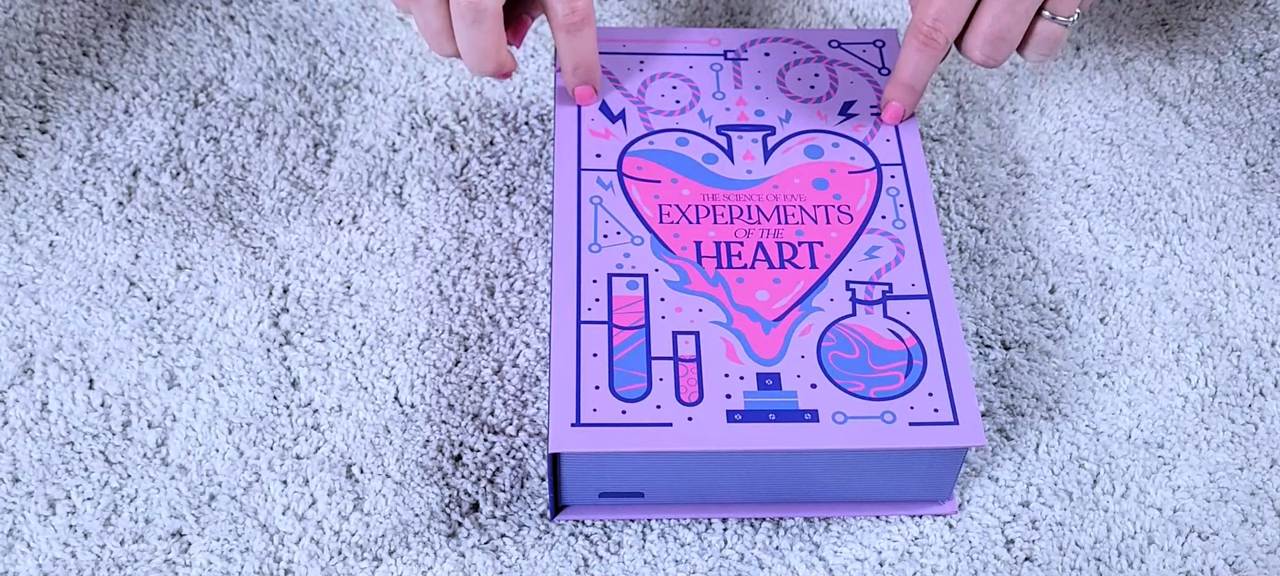 THE SCIENCE OF LOVE:
EXPERIMENTS
OF THE
HEART